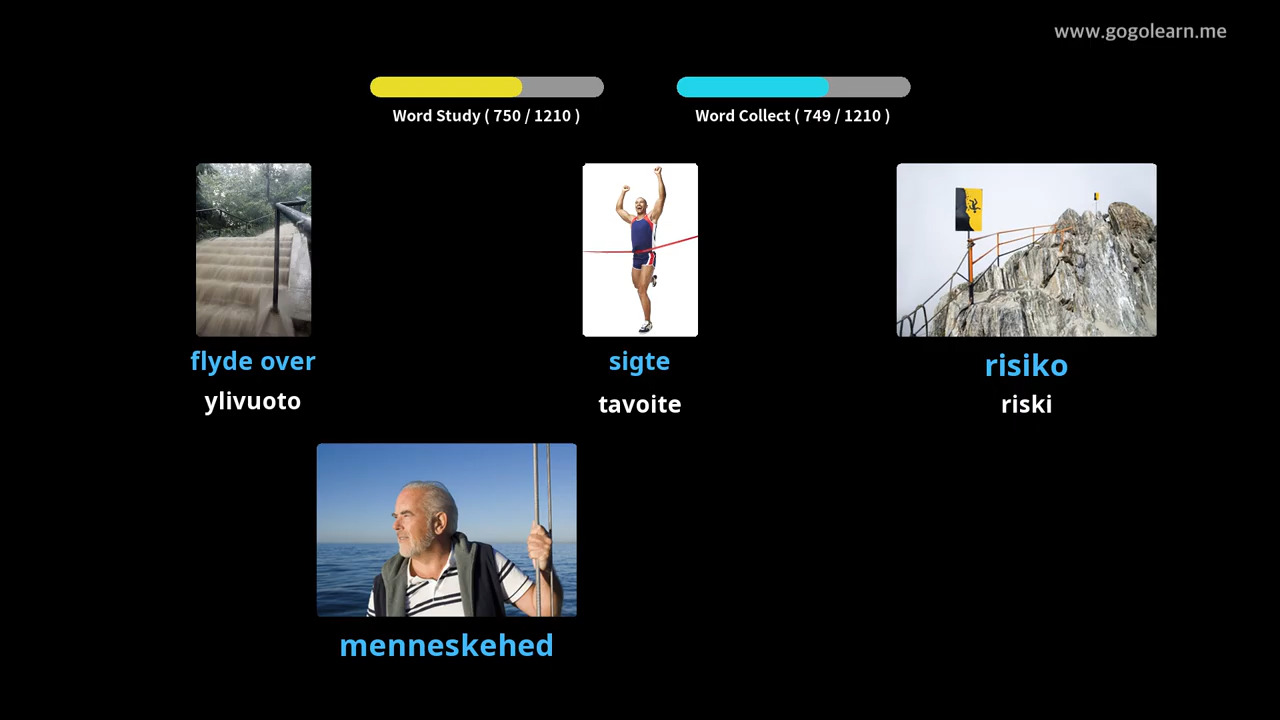 www.gogolearn.me
Word Study ( 750 / 1210 )
Word Collect ( 749 / 1210 )
flyde over
ylivuoto
sigte
tavoite
risiko
riski
menneskehed